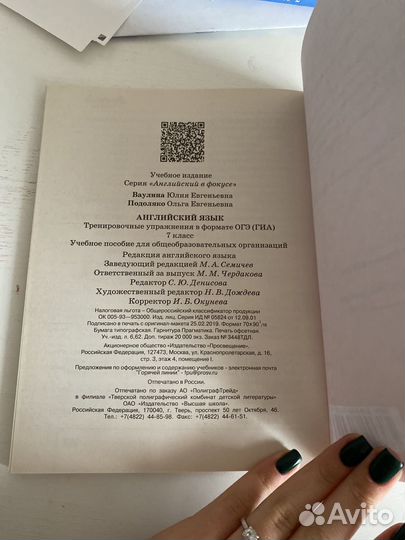 Учебное издание
Серия «Английский в фокусе»
Ваулина Юлия Евгеньевна
Подоляко Ольга Евгеньевна
АНГЛИЙСКИЙ ЯЗЫК
Тренировочные упражнения в формате ОГЭ (ГИА)
7 класс
Учебное пособие для общеобразовательных организаций
Редакция английского языка
Заведующий редакцией М. А. Семичев
Ответственный за выпуск М. М. Чердакова
Редактор С. Ю. Денисова
Художественный редактор Н. В. Дождева
Корректор И. Б. Окунева
Налоговая льгота — Общероссийский классификатор продукции
ОК 005-93—953000. Изд. лиц. Серия ИД № 05824 от 12.09.01.
Подписано в печать с оригинал-макета 25.02.2019. Формат 70×90 1/16
Бумага типографская. Гарнитура Прагматика. Печать офсетная.
Уч.-изд. л. 6,62. Доп. тираж 20 000 экз. Заказ № 3448ТДЛ.
Акционерное общество «Издательство «Просвещение».
Российская Федерация, 127473, Москва, ул. Краснопролетарская, д. 16,
стр. 3, этаж 4, помещение I.
Предложения по оформлению и содержанию учебников - электронная почта
"Горячей линии" - fpu@prosv.ru.
Отпечатано в России.
Отпечатано по заказу АО «ПолиграфТрейд»
в филиале «Тверской полиграфический комбинат детской литературы»
ОАО «Издательство "Высшая школа".
Российская Федерация, 170040, г. Тверь, проспект 50 лет Октября, 46.
Тел.: +7(4822) 44-85-98. Факс: +7(4822) 44-61-51.
Avito